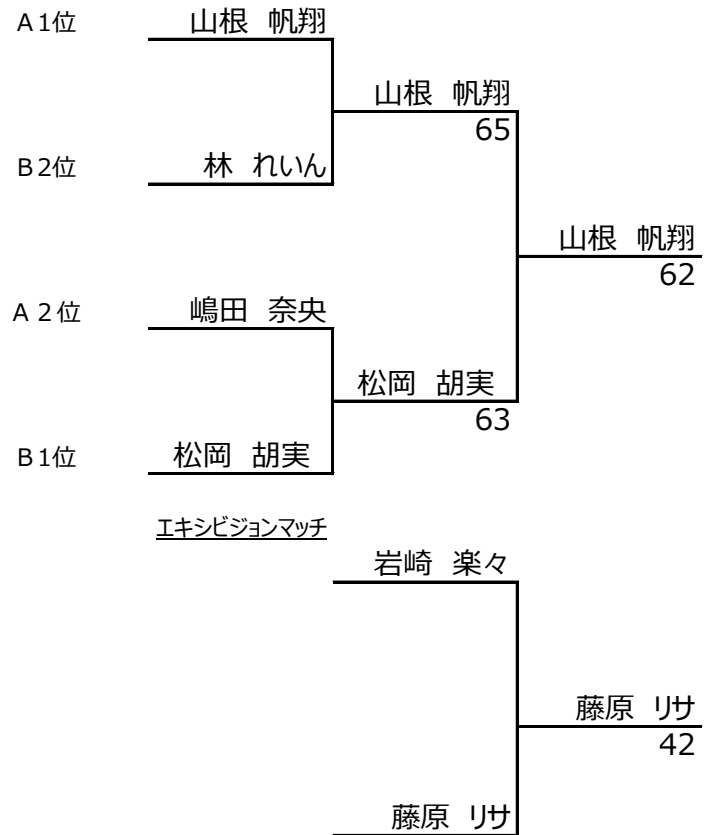 A1位 山根 帆翔
山根 帆翔
65
B2位 林 れいん
山根 帆翔
62
A 2 位 嶋田 奈央
松岡 胡実
63
B1位 松岡 胡実
エキシビジョンマッチ
岩崎 楽々
藤原 リサ
42
藤原 リサ